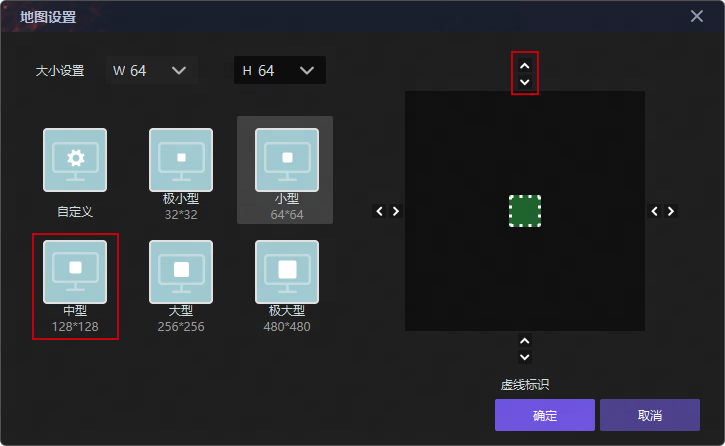 地图设置
大小设置
W 64
H 64
自定义
极小型
32*32
小型
64*64
中型
128*128
大型
256*256
极大型
480*480
虚线标识
确定
取消